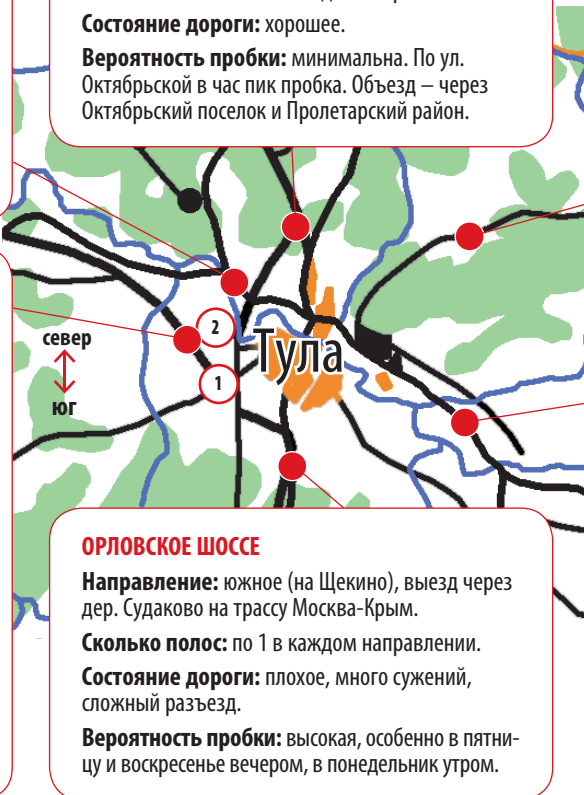 Состояние дороги: хорошее.
Вероятность пробки: минимальна. По ул.
Октябрьской в час пик пробка. Объезд – через
Октябрьский поселок и Пролетарский район.
север
юг
2
1
Тула
ОРЛОВСКОЕ ШОССЕ
Направление: южное (на Щекино), выезд через
дер. Судаково на трассу Москва-Крым.
Сколько полос: по 1 в каждом направлении.
Состояние дороги: плохое, много сужений,
сложный разъезд.
Вероятность пробки: высокая, особенно в пятни-
цу и воскресенье вечером, в понедельник утром.